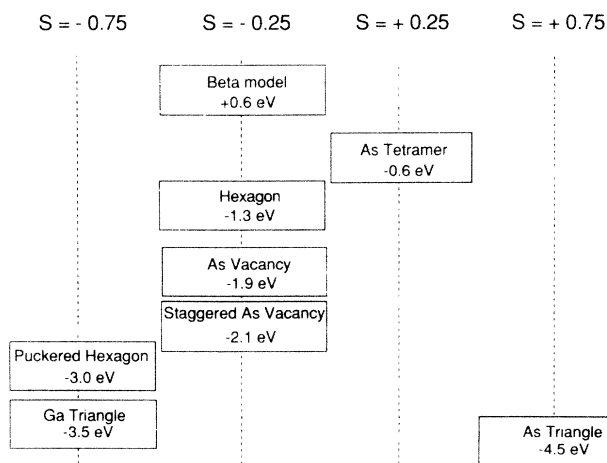 S = - 0.75 S = - 0.25 S = + 0.25 S = + 0.75
Beta model
+0.6 eV
As Tetramer
-0.6 eV
Hexagon
-1.3 eV
As Vacancy
-1.9 eV
Staggered As Vacancy
-2.1 eV
Puckered Hexagon
-3.0 eV
Ga Triangle
-3.5 eV
As Triangle
-4.5 eV